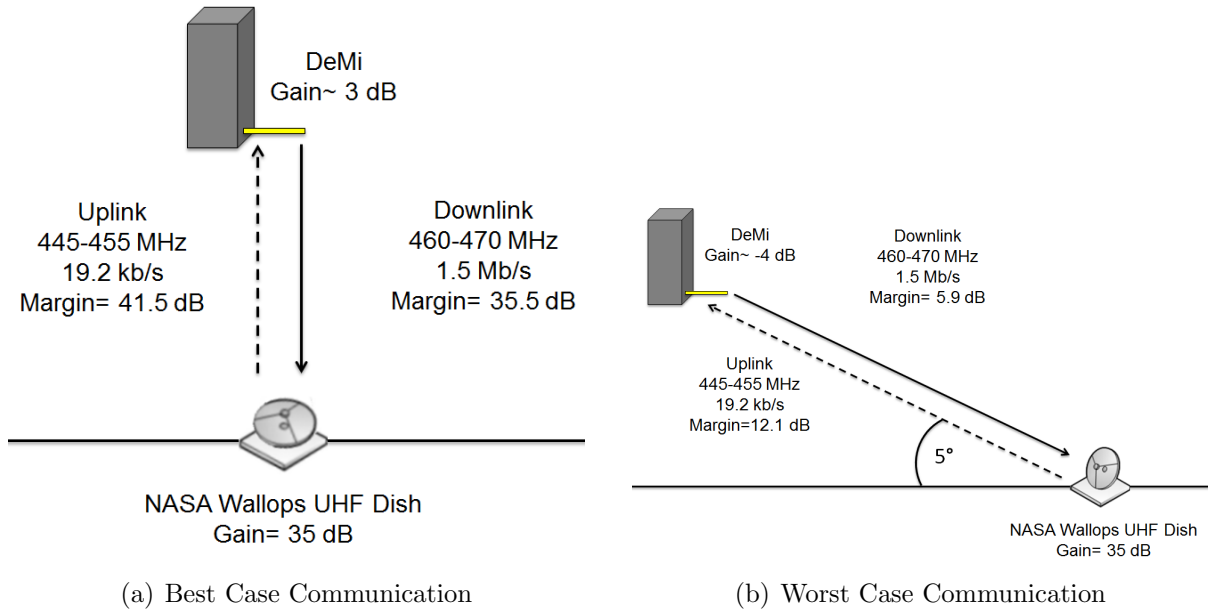 DeMi
Gain~ 3 dB
Uplink
445-455 MHz
19.2 kb/s
Margin= 41.5 dB
Downlink
460-470 MHz
1.5 Mb/s
Margin= 35.5 dB
NASA Wallops UHF Dish
Gain= 35 dB
(a) Best Case Communication
DeMi
Gain~ -4 dB
Downlink
460-470 MHz
1.5 Mb/s
Margin= 5.9 dB
Uplink
445-455 MHz
19.2 kb/s
Margin=12.1 dB
5°
NASA Wallops UHF Dish
Gain= 35 dB
(b) Worst Case Communication